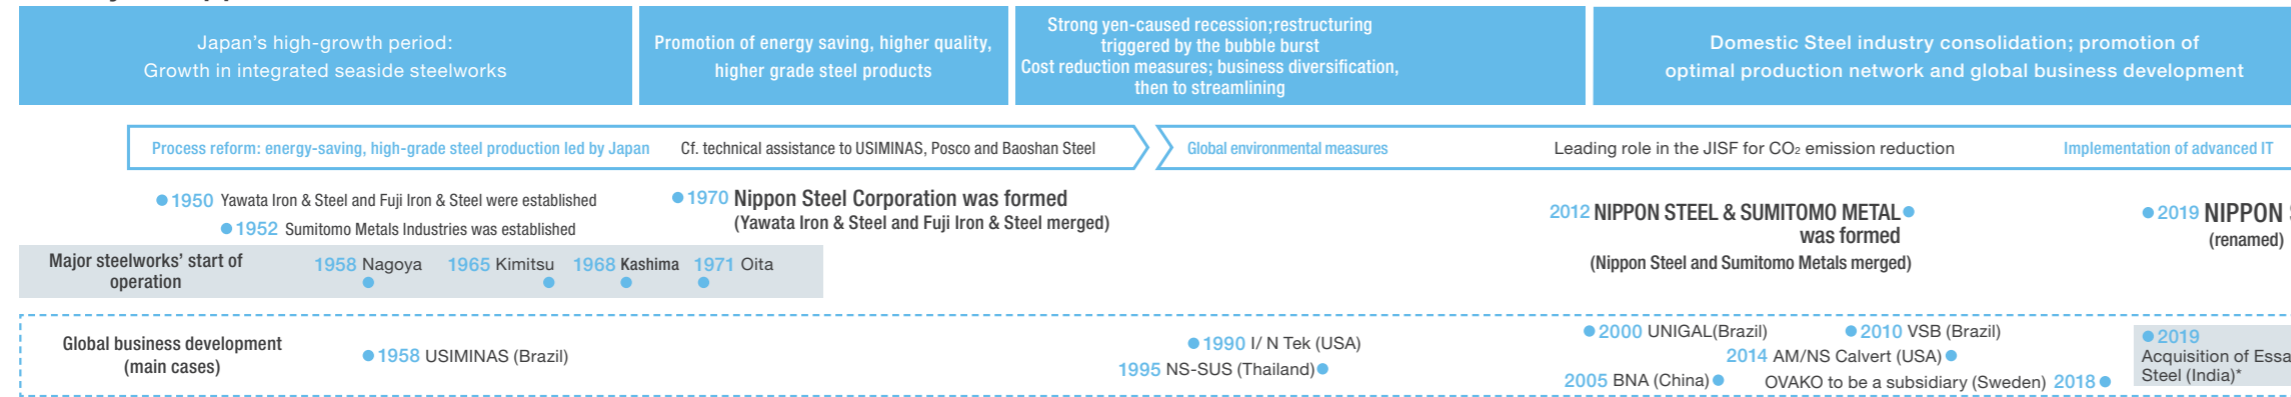 Japan's high-growth period:
Growth in integrated seaside steelworks
Promotion of energy saving, higher quality,
higher grade steel products
Strong yen-caused recession;restructuring
triggered by the bubble burst
Cost reduction measures; business diversification,
then to streamlining
Domestic Steel industry consolidation; promotion of
optimal production network and global business development
Process reform: energy-saving, high-grade steel production led by Japan Cf. technical assistance to USIMINAS, Posco and Baoshan Steel
Global environmental measures Leading role in the JISF for CO₂ emission reduction Implementation of advanced IT
1950 Yawata Iron & Steel and Fuji Iron & Steel were established
1952 Sumitomo Metals Industries was established
1970 Nippon Steel Corporation was formed
(Yawata Iron & Steel and Fuji Iron & Steel merged)
2012 NIPPON STEEL & SUMITOMO METAL
was formed
(Nippon Steel and Sumitomo Metals merged)
2019 NIPPON
(renamed)
Major steelworks' start of
operation
1958 Nagoya 1965 Kimitsu 1968 Kashima 1971 Oita
Global business development
(main cases)
1958 USIMINAS (Brazil)
1990 I/ N Tek (USA)
1995 NS-SUS (Thailand)
2000 UNIGAL(Brazil) 2010 VSB (Brazil)
2014 AM/NS Calvert (USA)
2005 BNA (China) OVAKO to be a subsidiary (Sweden) 2018
2019
Acquisition of Essa
Steel (India)*